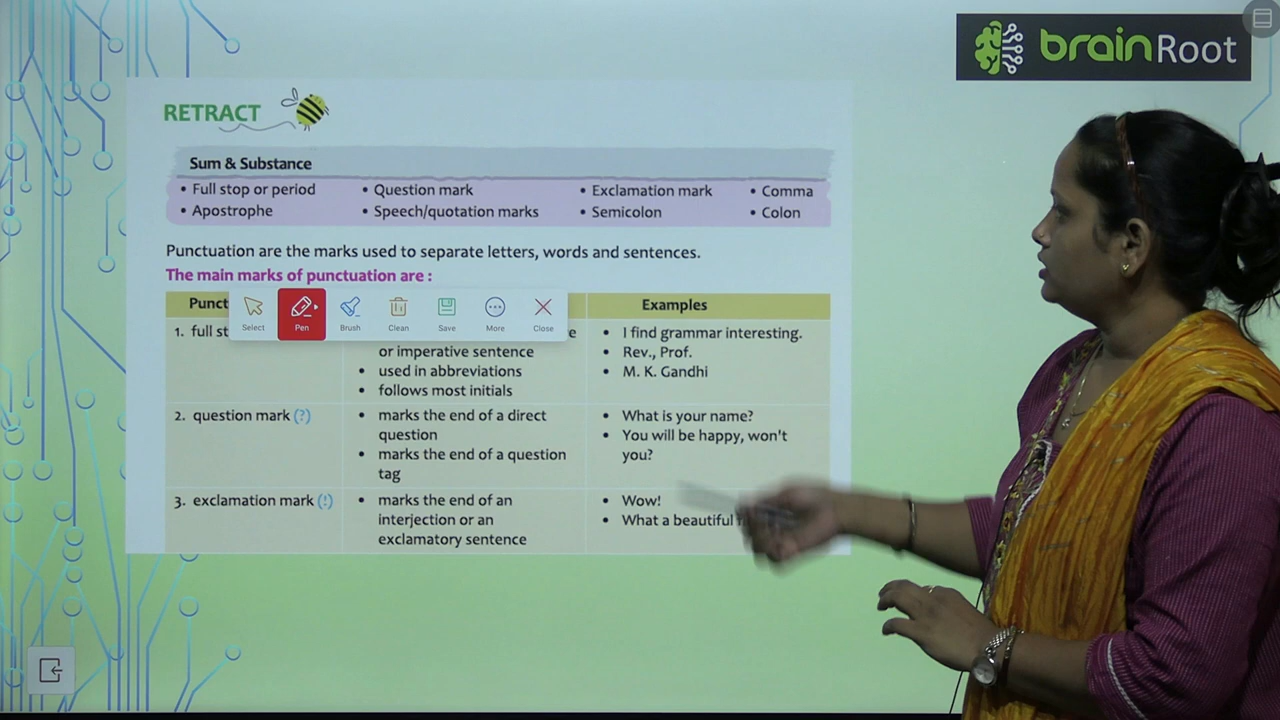 brainRoot
RETRACT
Sum & Substance
• Full stop or period • Question mark • Exclamation mark • Comma
• Apostrophe • Speech/quotation marks • Semicolon • Colon
Punctuation are the marks used to separate letters, words and sentences.
The main marks of punctuation are :
Select Pen Brush Clean Save More Close
Examples
1. • I find grammar interesting.
or imperative sentence • Rev., Prof.
• used in abbreviations • M. K. Gandhi
• follows most initials
2. question mark (?) • marks the end of a direct • What is your name?
question • You will be happy, won't
• marks the end of a question you?
tag
3. exclamation mark (!) • marks the end of an • Wow!
interjection or an • What a beautiful
exclamatory sentence